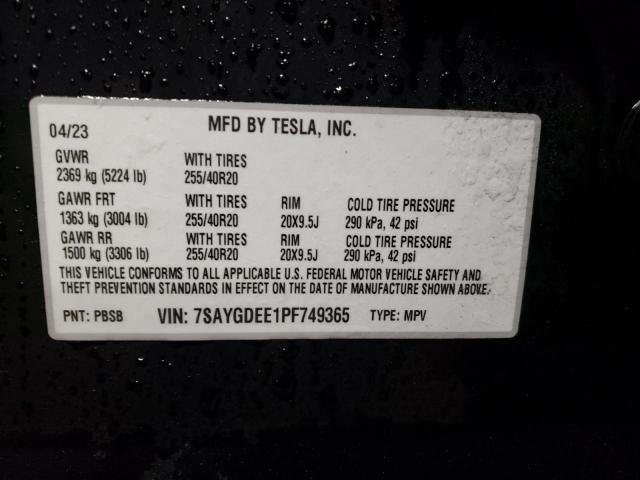 04/23 MFD BY TESLA, INC.
GVWR WITH TIRES
2369 kg (5224 lb) 255/40R20
GAWR FRT WITH TIRES RIM COLD TIRE PRESSURE
1363 kg (3004 lb) 255/40R20 20X9.5J 290 kPa, 42 psi
GAWR RR WITH TIRES RIM COLD TIRE PRESSURE
1500 kg (3306 lb) 255/40R20 20X9.5J 290 kPa, 42 psi
THIS VEHICLE CONFORMS TO ALL APPLICABLE U.S. FEDERAL MOTOR VEHICLE SAFETY AND
THEFT PREVENTION STANDARDS IN EFFECT ON THE DATE OF MANUFACTURE SHOWN ABOVE.
PNT: PBSB VIN: 7SAYGDEE1PF749365 TYPE: MPV